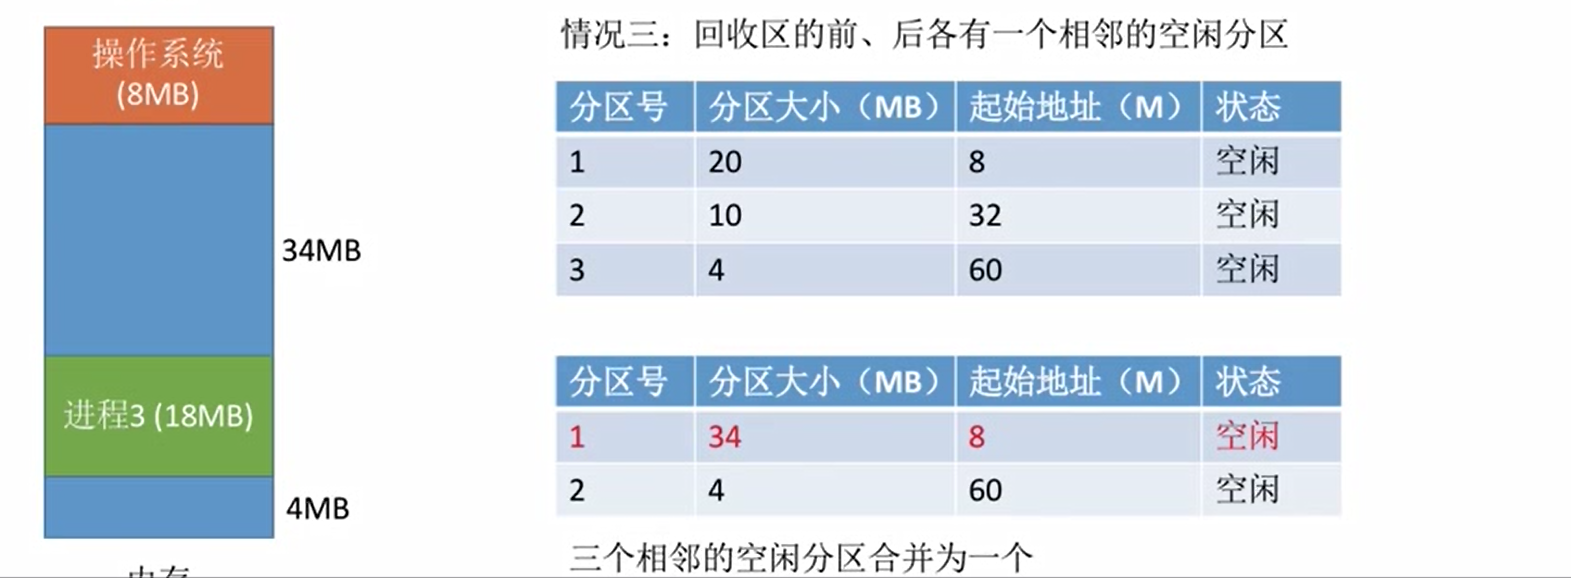 操作系统
(8MB)
34MB
进程3 (18MB)
4MB
情况三：回收区的前、后各有一个相邻的空闲分区
分区号 分区大小（MB） 起始地址（M） 状态
1 20 8 空闲
2 10 32 空闲
3 4 60 空闲
分区号 分区大小（MB） 起始地址（M） 状态
1 34 8 空闲
2 4 60 空闲
三个相邻的空闲分区合并为一个